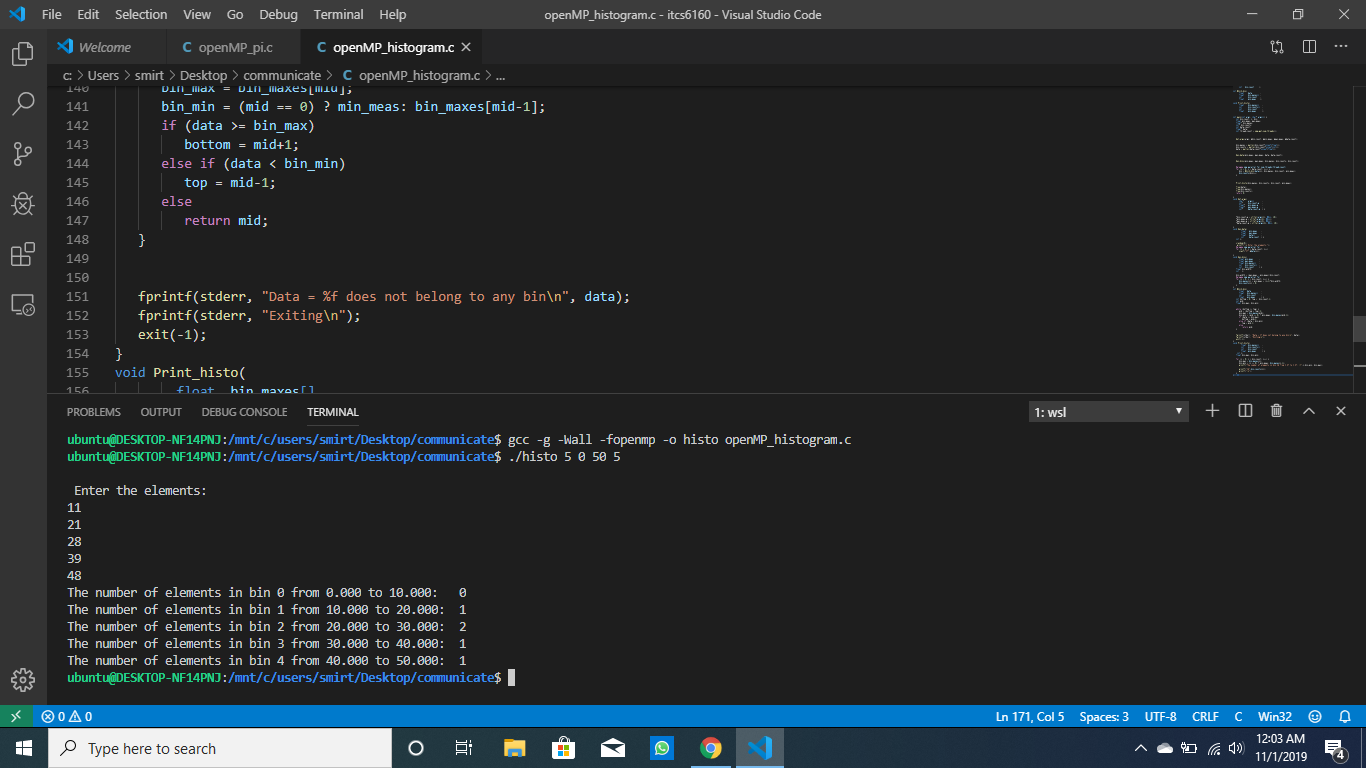 File Edit Selection View Go Debug Terminal Help openMP_histogram.c - itcs6160 - Visual Studio Code
Welcome C openMP_pi.c C openMP_histogram.c
c: > Users > smirt > Desktop > communicate > C openMP_histogram.c > ...
140 bin_max = bin_maxes[mid];
141 bin_min = (mid == 0) ? min_meas: bin_maxes[mid-1];
142 if (data >= bin_max)
143 bottom = mid+1;
144 else if (data < bin_min)
145 top = mid-1;
146 else
147 return mid;
148 }
149
150
151 fprintf(stderr, "Data = %f does not belong to any bin\n", data);
152 fprintf(stderr, "Exiting\n");
153 exit(-1);
154 }
155 void Print_histo(
156 float bin_maxes[]
PROBLEMS OUTPUT DEBUG CONSOLE TERMINAL 1: wsl
ubuntu@DESKTOP-NF14PNJ:/mnt/c/users/smirt/Desktop/communicate$ gcc -g -Wall -fopenmp -o histo openMP_histogram.c
ubuntu@DESKTOP-NF14PNJ:/mnt/c/users/smirt/Desktop/communicate$ ./histo 5 0 50 5
Enter the elements:
11
21
28
39
48
The number of elements in bin 0 from 0.000 to 10.000: 0
The number of elements in bin 1 from 10.000 to 20.000: 1
The number of elements in bin 2 from 20.000 to 30.000: 2
The number of elements in bin 3 from 30.000 to 40.000: 1
The number of elements in bin 4 from 40.000 to 50.000: 1
ubuntu@DESKTOP-NF14PNJ:/mnt/c/users/smirt/Desktop/communicate$
0 0 Ln 171, Col 5 Spaces: 3 UTF-8 CRLF C Win32
Type here to search
12:03 AM
11/1/2019
4